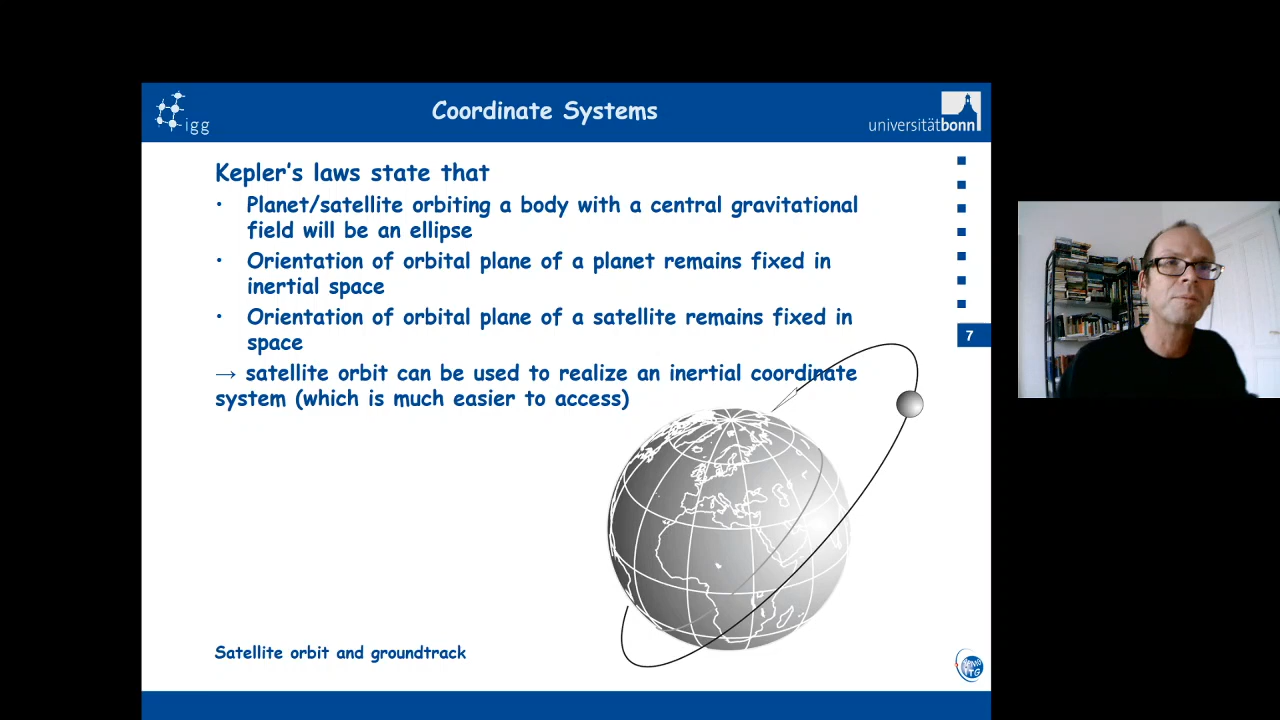 Coordinate Systems
igg
universitätbonn
Kepler's laws state that
• Planet/satellite orbiting a body with a central gravitational
field will be an ellipse
• Orientation of orbital plane of a planet remains fixed in
inertial space
• Orientation of orbital plane of a satellite remains fixed in
space
7
→ satellite orbit can be used to realize an inertial coordinate
system (which is much easier to access)
Satellite orbit and groundtrack